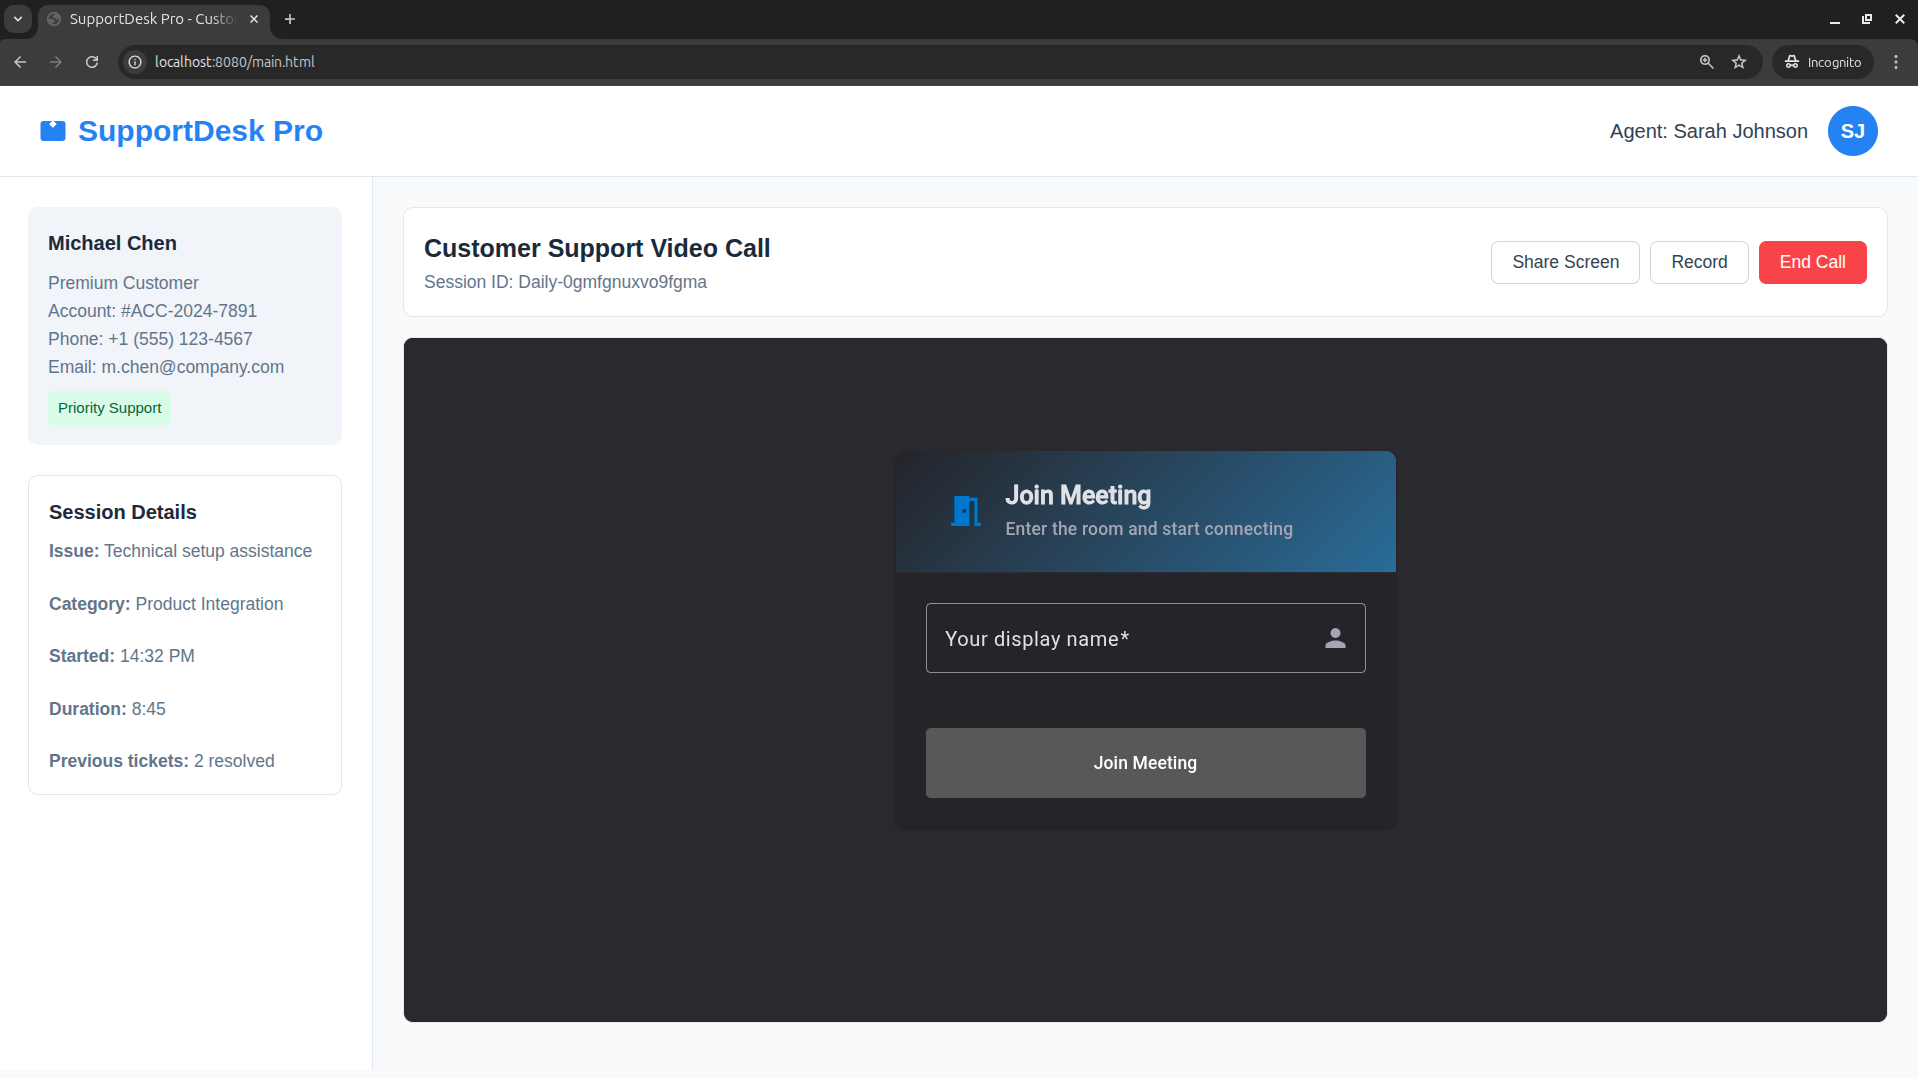 SupportDesk Pro - Custo
localhost:8080/main.html
Incognito
SupportDesk Pro
Agent: Sarah Johnson
SJ
Michael Chen
Premium Customer
Account: #ACC-2024-7891
Phone: +1 (555) 123-4567
Email: m.chen@company.com
Priority Support
Session Details
Issue: Technical setup assistance
Category: Product Integration
Started: 14:32 PM
Duration: 8:45
Previous tickets: 2 resolved
Customer Support Video Call
Session ID: Daily-0gmfgnuxvo9fgma
Share Screen
Record
End Call
Join Meeting
Enter the room and start connecting
Your display name*
Join Meeting